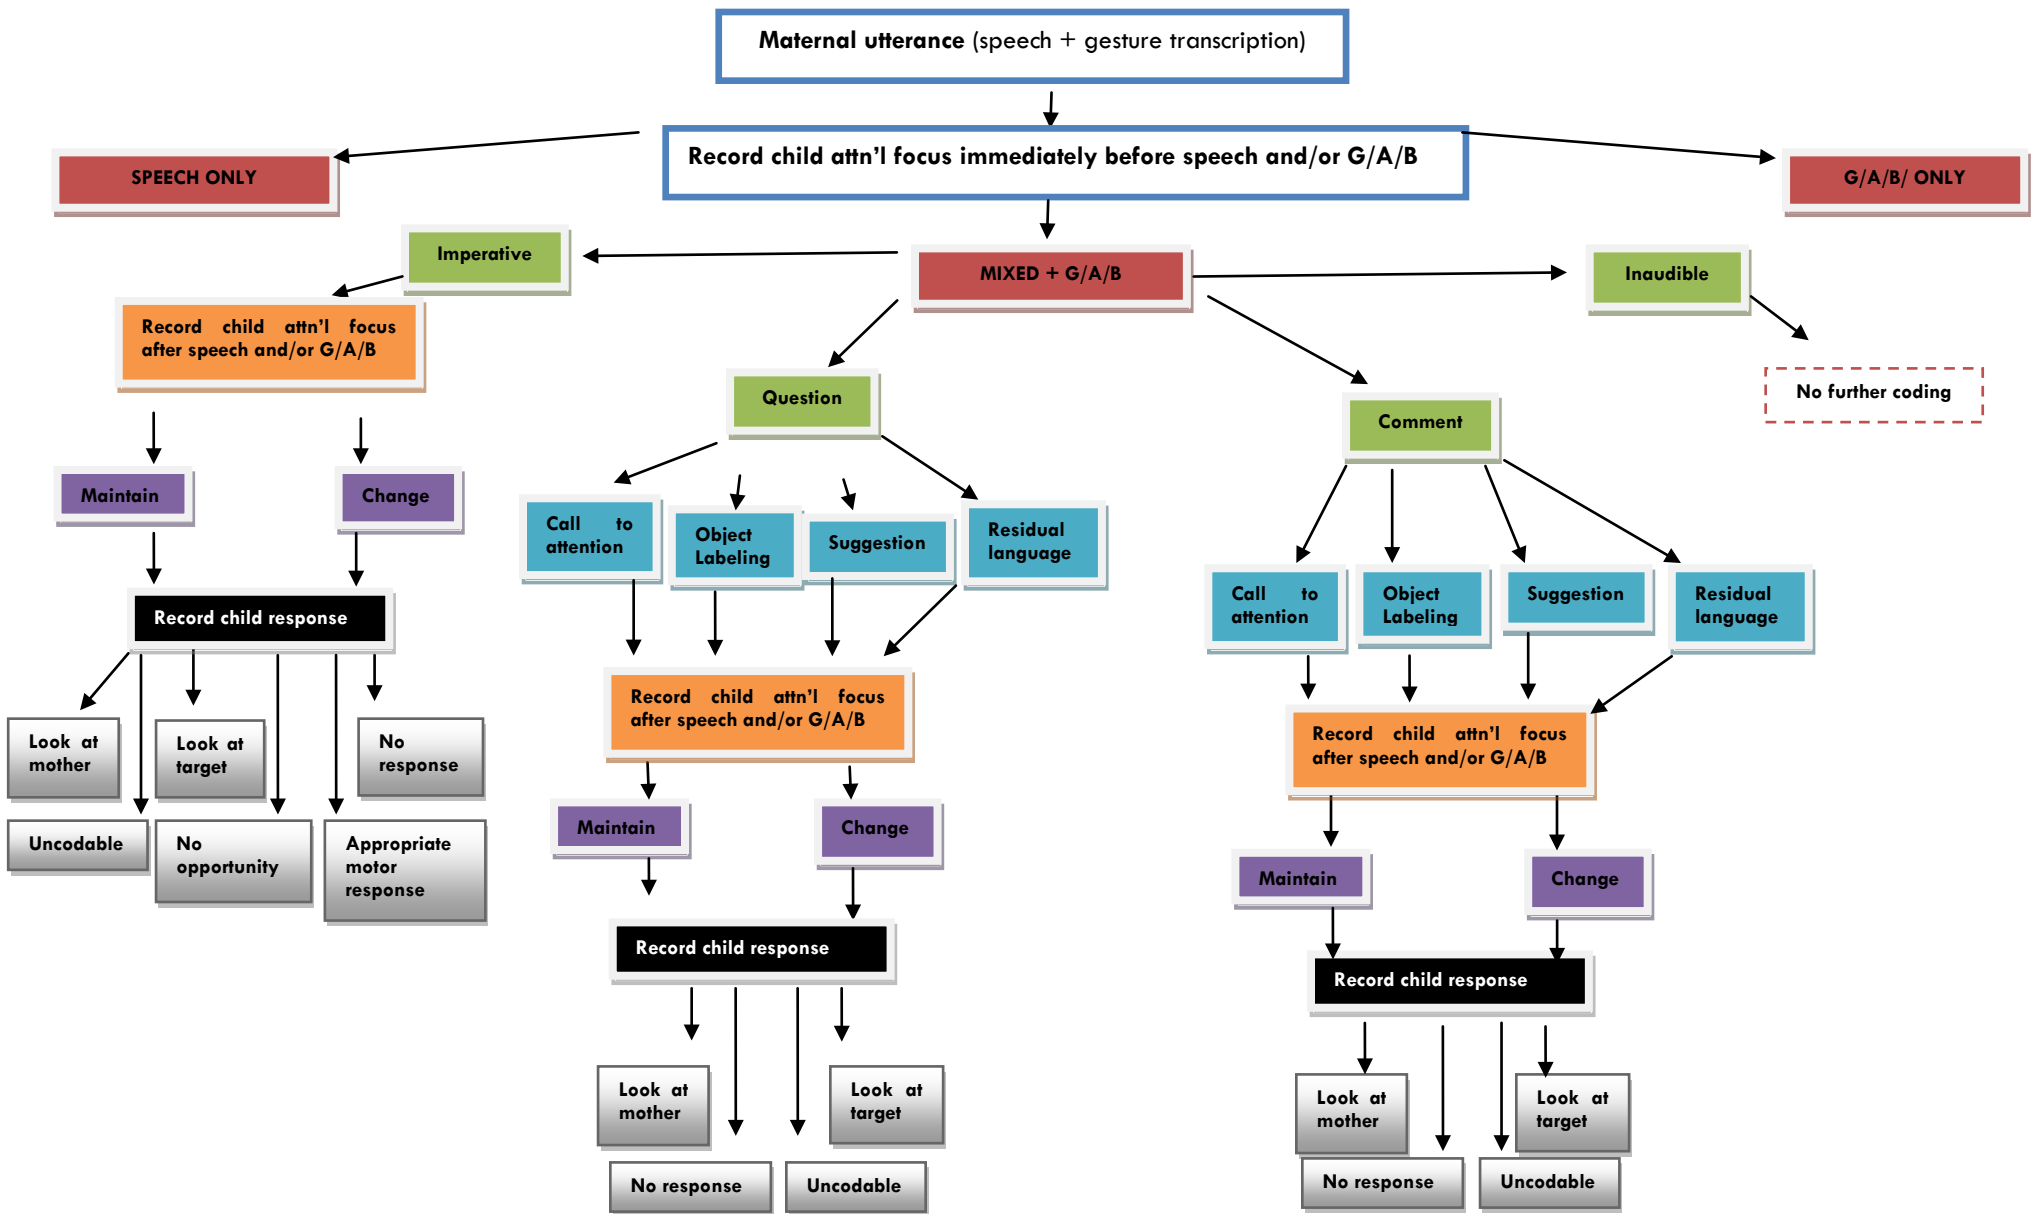 Maternal utterance (speech + gesture transcription)
Record child attn'l focus immediately before speech and/or G/A/B
SPEECH ONLY
G/A/B/ ONLY
MIXED + G/A/B
Imperative
Inaudible
Record child attn'l focus
after speech and/or G/A/B
No further coding
Question
Comment
Maintain
Change
Call to
attention
Object
Labeling
Suggestion
Residual
language
Call to
attention
Object
Labeling
Suggestion
Residual
language
Record child response
Look at
mother
Look at
target
No
response
Uncodable
No
opportunity
Appropriate
motor
response
Record child attn'l focus
after speech and/or G/A/B
Maintain
Change
Record child response
Look at
mother
Look at
target
No response
Uncodable
Record child attn'l focus
after speech and/or G/A/B
Maintain
Change
Record child response
Look at
mother
Look at
target
No response
Uncodable